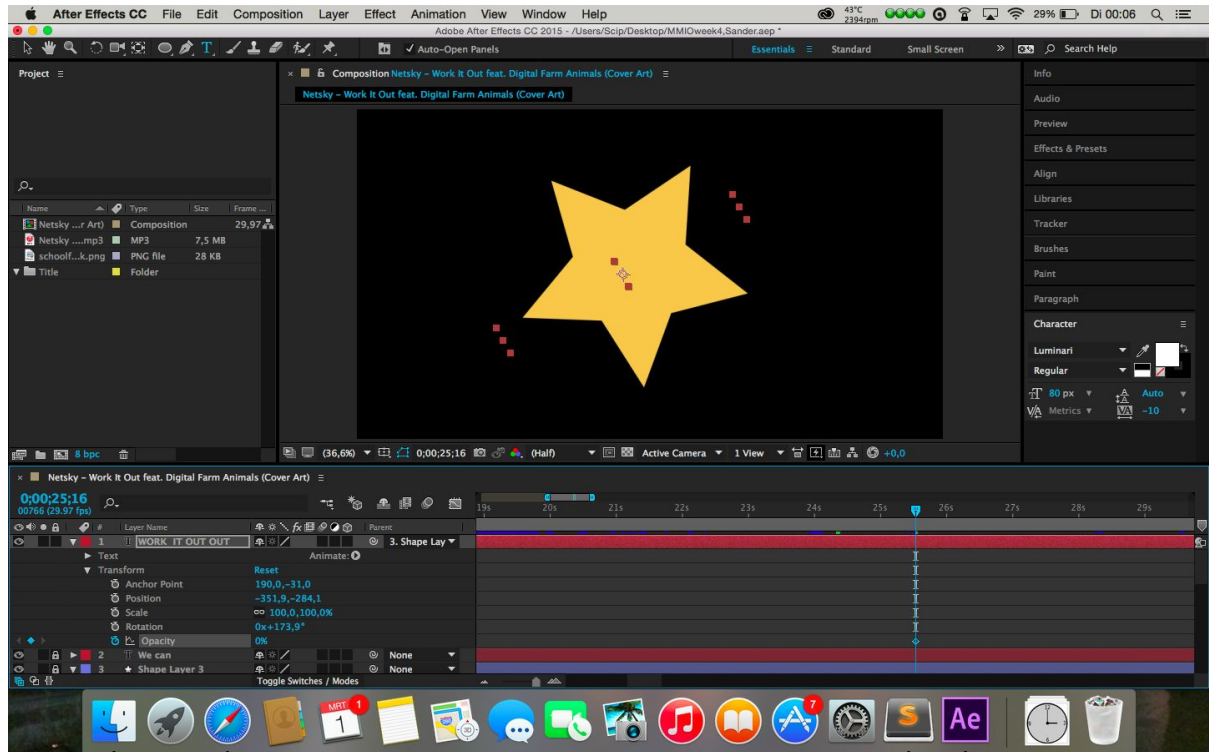 After Effects CC File Edit Composition Layer Effect Animation View Window Help 43°C 2394rpm 29% Di 00:06
Adobe After Effects CC 2015 - /Users/Scip/Desktop/MMIOweek4,Sander.aep *
T Auto-Open Panels Essentials Standard Small Screen » Search Help
Project
Composition Netsky – Work It Out feat. Digital Farm Animals (Cover Art)
Netsky – Work It Out feat. Digital Farm Animals (Cover Art)
Info
Audio
Preview
Effects & Presets
Align
Libraries
Tracker
Brushes
Paint
Paragraph
Character
Luminari
Regular
80 px Auto
Metrics -10
Name Type Size Frame ...
Netsky ...r Art) Composition 29,97
Netsky ....mp3 MP3 7,5 MB
schoolf...k.png PNG file 28 KB
Title Folder
8 bpc
(36,6%) 0;00;25;16 (Half) Active Camera 1 View +0,0
Netsky – Work It Out feat. Digital Farm Animals (Cover Art)
0;00;25;16
00766 (29.97 fps)
19s 20s 21s 22s 23s 24s 25s 26s 27s 28s 29s
# Layer Name Parent
1 T WORK IT OUT OUT 3. Shape Lay
Text Animate:
Transform Reset
Anchor Point 190,0,-31,0
Position -351,9,-284,1
Scale 100,0,100,0%
Rotation 0x+173,9°
Opacity 0%
2 T We can None
3 Shape Layer 3 None
Toggle Switches / Modes
MRT 1
1
30
7
S
Ae